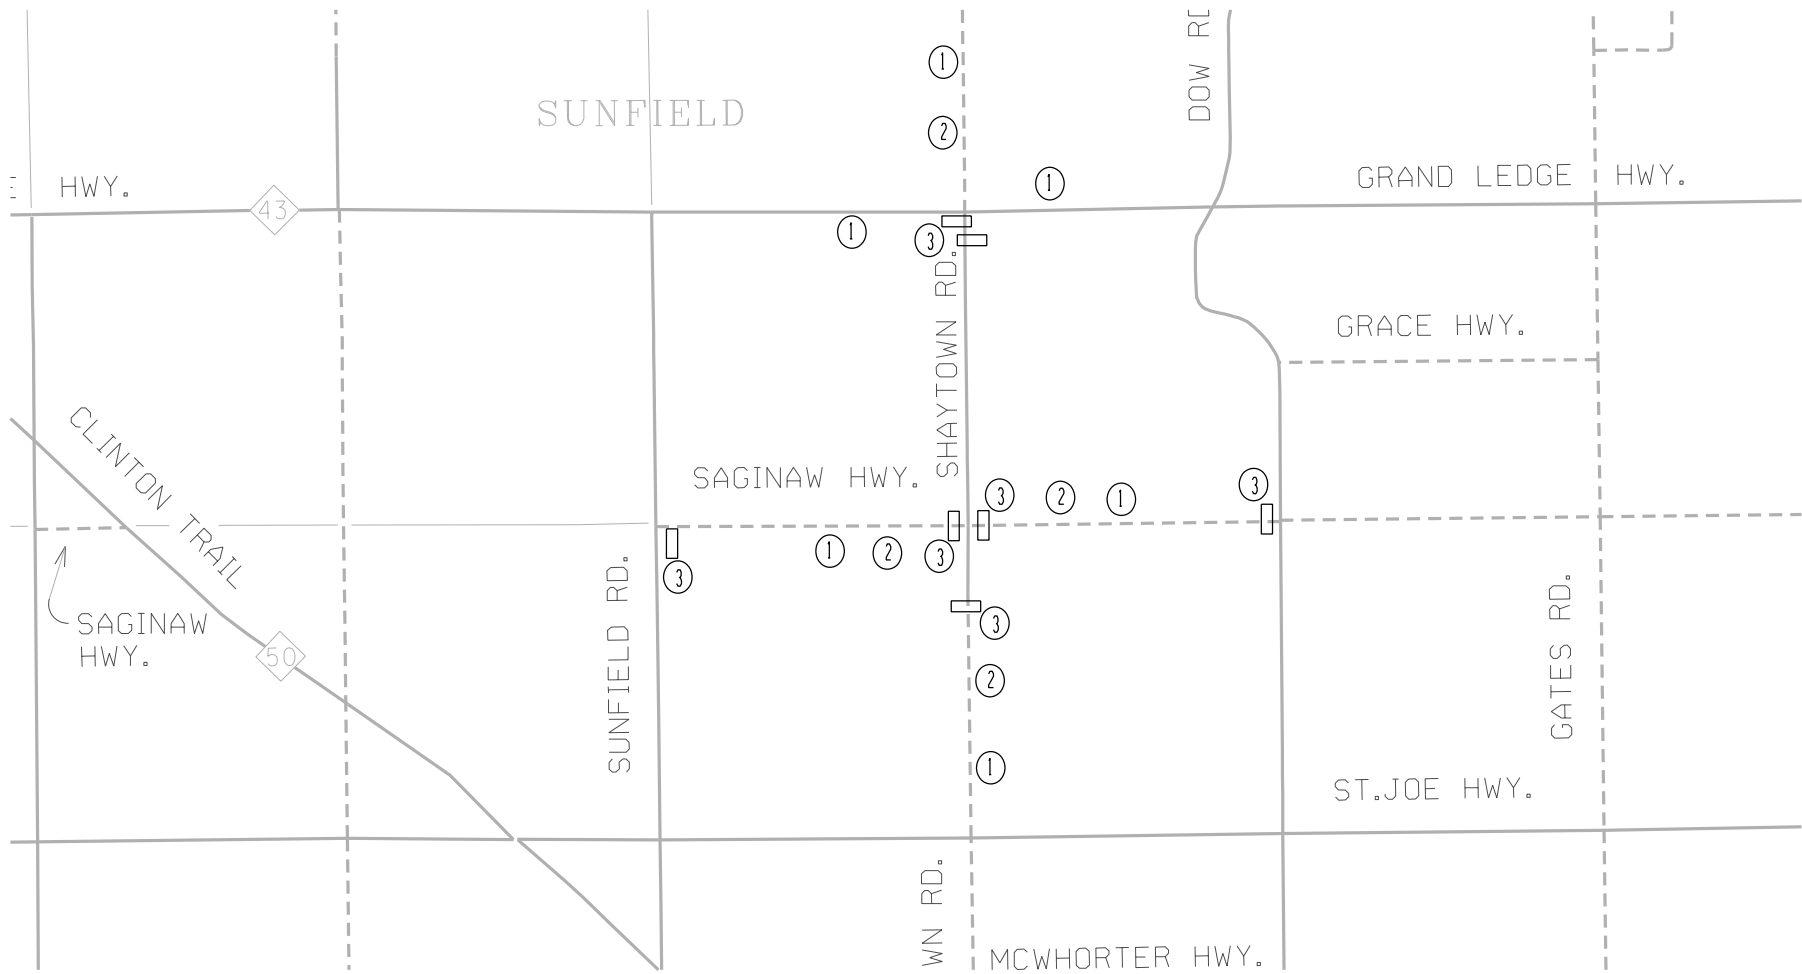 DOW RD
1
SUNFIELD
2
HWY.
43
1
GRAND LEDGE HWY.
1
3
SHAYTOWN RD.
GRACE HWY.
CLINTON TRAIL
SAGINAW HWY.
3
2
1
3
1
2
3
3
SUNFIELD RD.
SAGINAW
HWY.
50
3
2
GATES RD.
1
ST.JOE HWY.
WN RD.
MCWHORTER HWY.